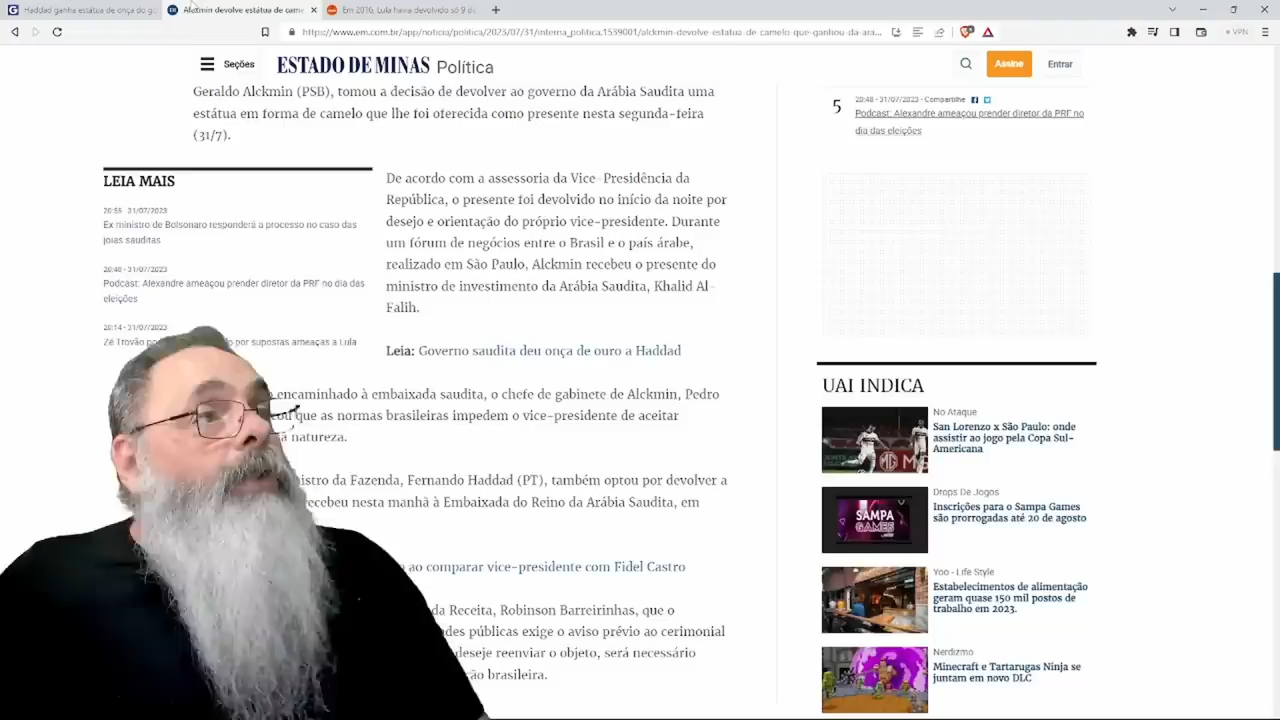 Haddad ganha estátua de onça do go
Alckmin devolve estátua de came
Em 2016, Lula havia devolvido só 9 d
https://www.em.com.br/app/noticia/politica/2023/07/31/interna_politica,1539001/alckmin-devolve-estatua-de-camelo-que-ganhou-da-ara...
VPN
Seções
ESTADO DE MINAS Política
Assine
Entrar
Geraldo Alckmin (PSB), tomou a decisão de devolver ao governo da Arábia Saudita uma
estátua em forma de camelo que lhe foi oferecida como presente nesta segunda-feira
(31/7).
LEIA MAIS
20:55 - 31/07/2023
Ex ministro de Bolsonaro responderá a processo no caso das
joias sauditas
20:48 - 31/07/2023
Podcast: Alexandre ameaçou prender diretor da PRF no dia das
eleições
20:14 - 31/07/2023
Zé Trovão por supostas ameaças a Lula
De acordo com a assessoria da Vice-Presidência da
República, o presente foi devolvido no início da noite por
desejo e orientação do próprio vice-presidente. Durante
um fórum de negócios entre o Brasil e o país árabe,
realizado em São Paulo, Alckmin recebeu o presente do
ministro de investimento da Arábia Saudita, Khalid Al-
Falih.
Leia: Governo saudita deu onça de ouro a Haddad
encaminhado à embaixada saudita, o chefe de gabinete de Alckmin, Pedro
ou que as normas brasileiras impedem o vice-presidente de aceitar
a natureza.
istro da Fazenda, Fernando Haddad (PT), também optou por devolver a
recebeu nesta manhã à Embaixada do Reino da Arábia Saudita, em
ao comparar vice-presidente com Fidel Castro
da Receita, Robinson Barreirinhas, que o
des públicas exige o aviso prévio ao cerimonial
deseje reenviar o objeto, será necessário
ão brasileira.
5
20:48 - 31/07/2023 - Compartilhe
Podcast: Alexandre ameaçou prender diretor da PRF no
dia das eleições
UAI INDICA
No Ataque
San Lorenzo x São Paulo: onde
assistir ao jogo pela Copa Sul-
Americana
MG
SAMPA
GAMES
Drops De Jogos
Inscrições para o Sampa Games
são prorrogadas até 20 de agosto
Yoo - Life Style
Estabelecimentos de alimentação
geram quase 150 mil postos de
trabalho em 2023.
Nerdizmo
Minecraft e Tartarugas Ninja se
juntam em novo DLC